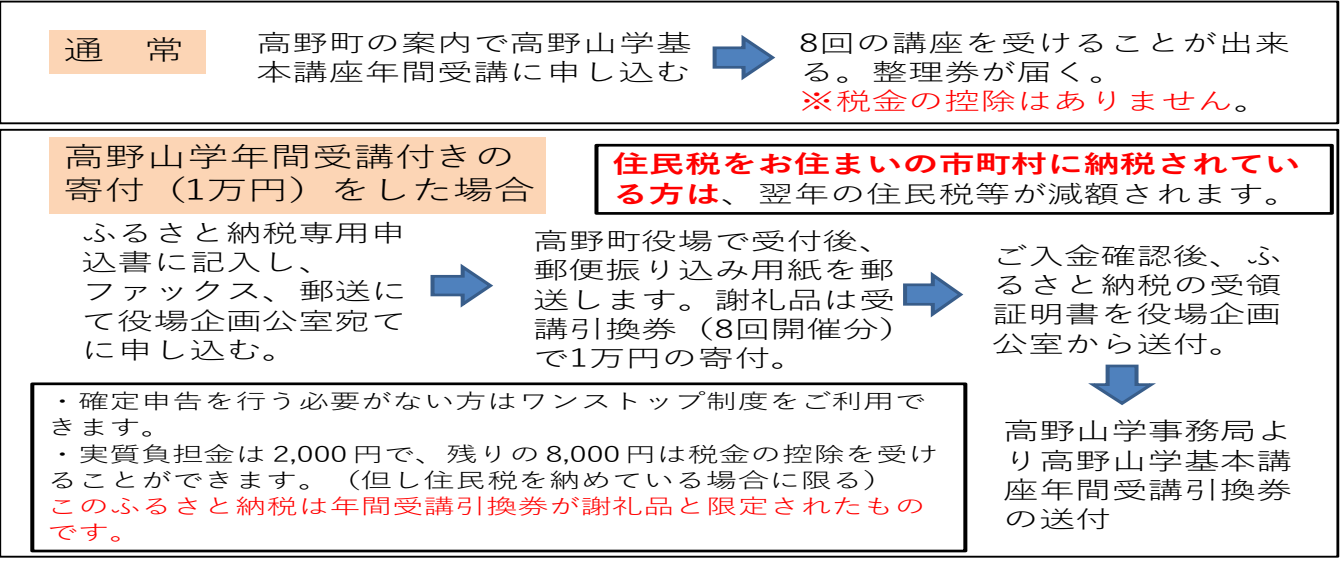 通　常
高野町の案内で高野山学基
本講座年間受講に申し込む
8回の講座を受けることが出来
る。整理券が届く。
※税金の控除はありません。
高野山学年間受講付きの
寄付（1万円）をした場合
住民税をお住まいの市町村に納税されてい
る方は、翌年の住民税等が減額されます。
ふるさと納税専用申
込書に記入し、
ファックス、郵送に
て役場企画公室宛て
に申し込む。
高野町役場で受付後、
郵便振り込み用紙を郵
送します。謝礼品は受
講引換券（8回開催分）
で1万円の寄付。
ご入金確認後、ふ
るさと納税の受領
証明書を役場企画
公室から送付。
高野山学事務局よ
り高野山学基本講
座年間受講引換券
の送付
・確定申告を行う必要がない方はワンストップ制度をご利用で
きます。
・実質負担金は 2,000 円で、残りの 8,000 円は税金の控除を受け
ることができます。（但し住民税を納めている場合に限る）
このふるさと納税は年間受講引換券が謝礼品と限定されたもの
です。